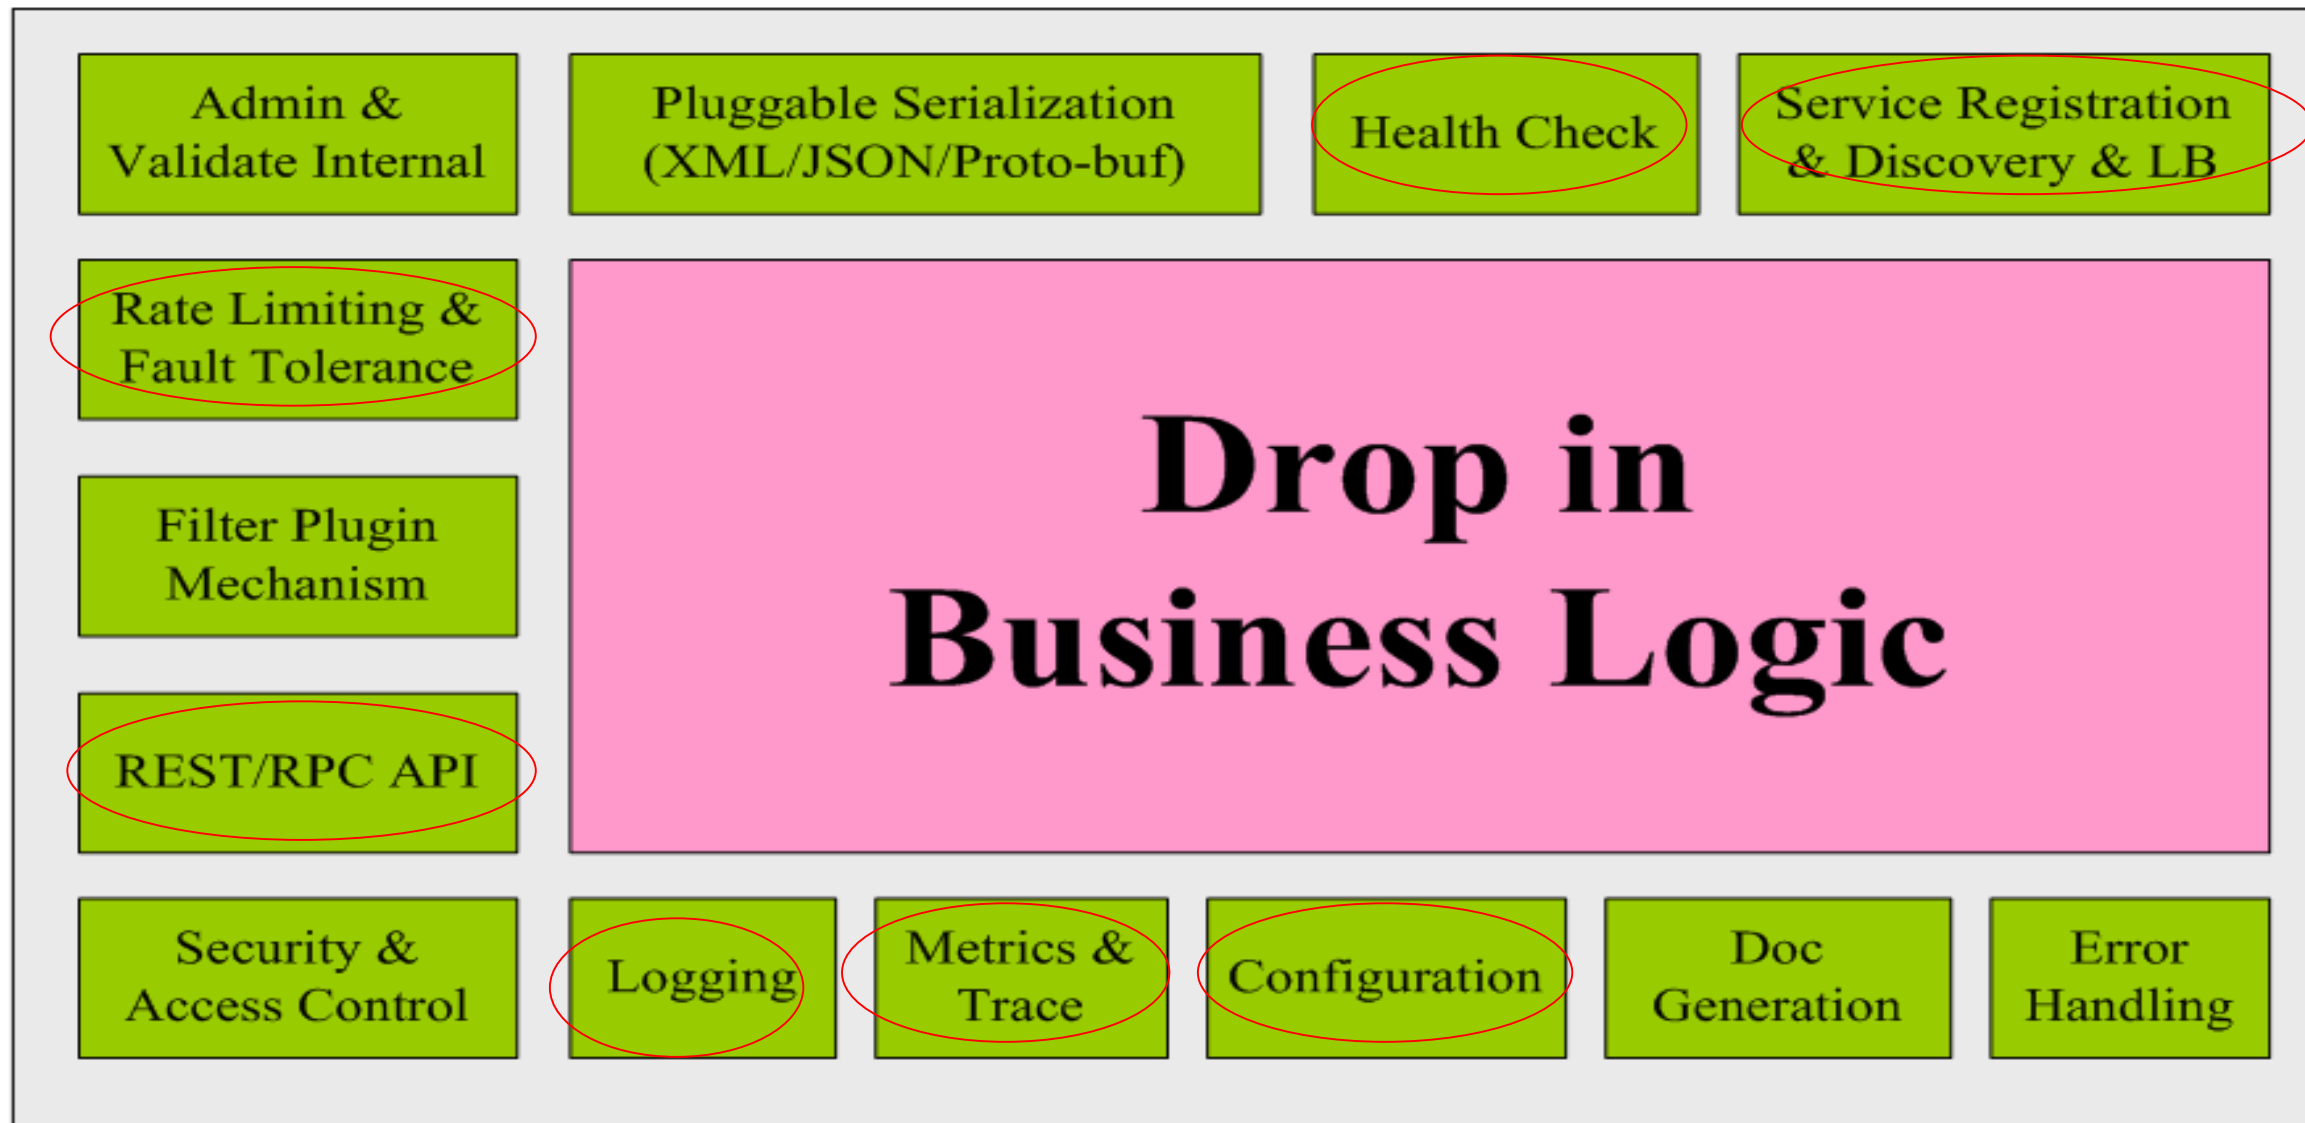 Admin &
Validate Internal
Pluggable Serialization
(XML/JSON/Proto-buf)
Health Check
Service Registration
& Discovery & LB
Rate Limiting &
Fault Tolerance
Filter Plugin
Mechanism
REST/RPC API
Drop in
Business Logic
Security &
Access Control
Logging
Metrics &
Trace
Configuration
Doc
Generation
Error
Handling